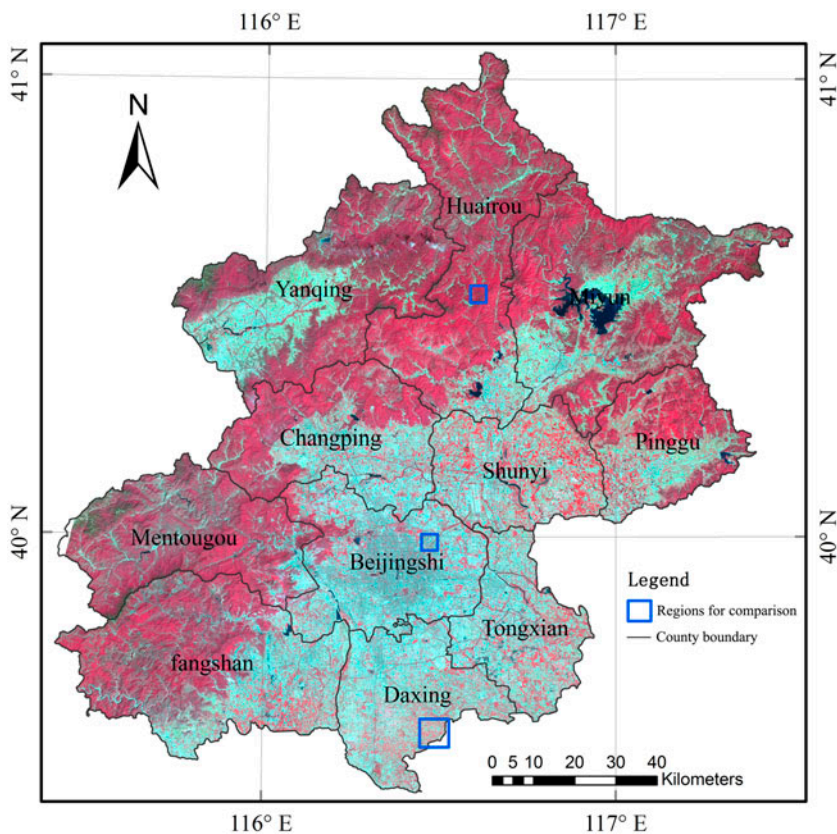 116° E
117° E
41° N
41° N
N
Huairou
Yanqing
Miyun
Changping
Pinggu
Shunyi
40° N
40° N
Mentougou
Beijingshi
Legend
Regions for comparison
County boundary
Tongxian
fangshan
Daxing
0 5 10 20 30 40
Kilometers
116° E
117° E